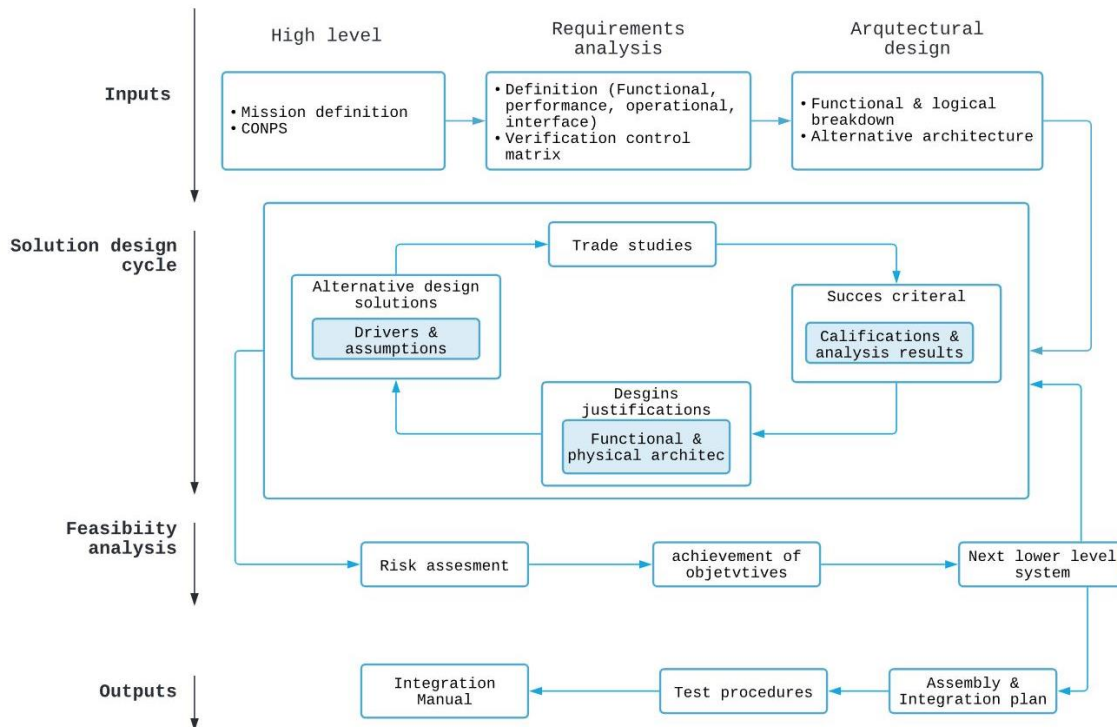 High level
Requirements
analysis
Arqutectural
design
Inputs
• Mission definition
• CONPS
• Definition (Functional,
performance, operational,
interface)
• Verification control
matrix
• Functional & logical
breakdown
• Alternative architecture
Solution design
cycle
Trade studies
Alternative design
solutions
Drivers &
assumptions
Succes criteral
Califications &
analysis results
Desgins
justifications
Functional &
physical architec
Feasibiity
analysis
Risk assesment
achievement of
objetvtives
Next lower level
system
Outputs
Integration
Manual
Test procedures
Assembly &
Integration plan